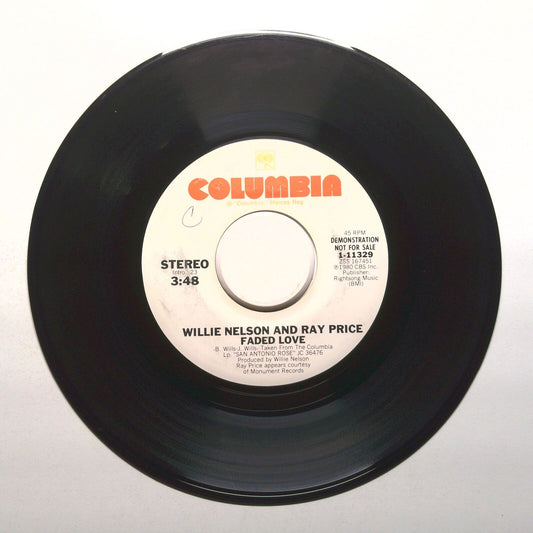 COLUMBIA
® "Columbia," Marcas Reg.
C
45 RPM
DEMONSTRATION
NOT FOR SALE
1-11329
ZSS 167451
℗ 1980 CBS Inc.
Publisher:
Rightsong Music
(BMI)
STEREO
Intro :23
3:48
WILLIE NELSON AND RAY PRICE
FADED LOVE
-B. Wills-J. Wills- Taken From The Columbia
Lp. "SAN ANTONIO ROSE" JC 36476
Produced by Willie Nelson
Ray Price appears courtesy
of Monument Records